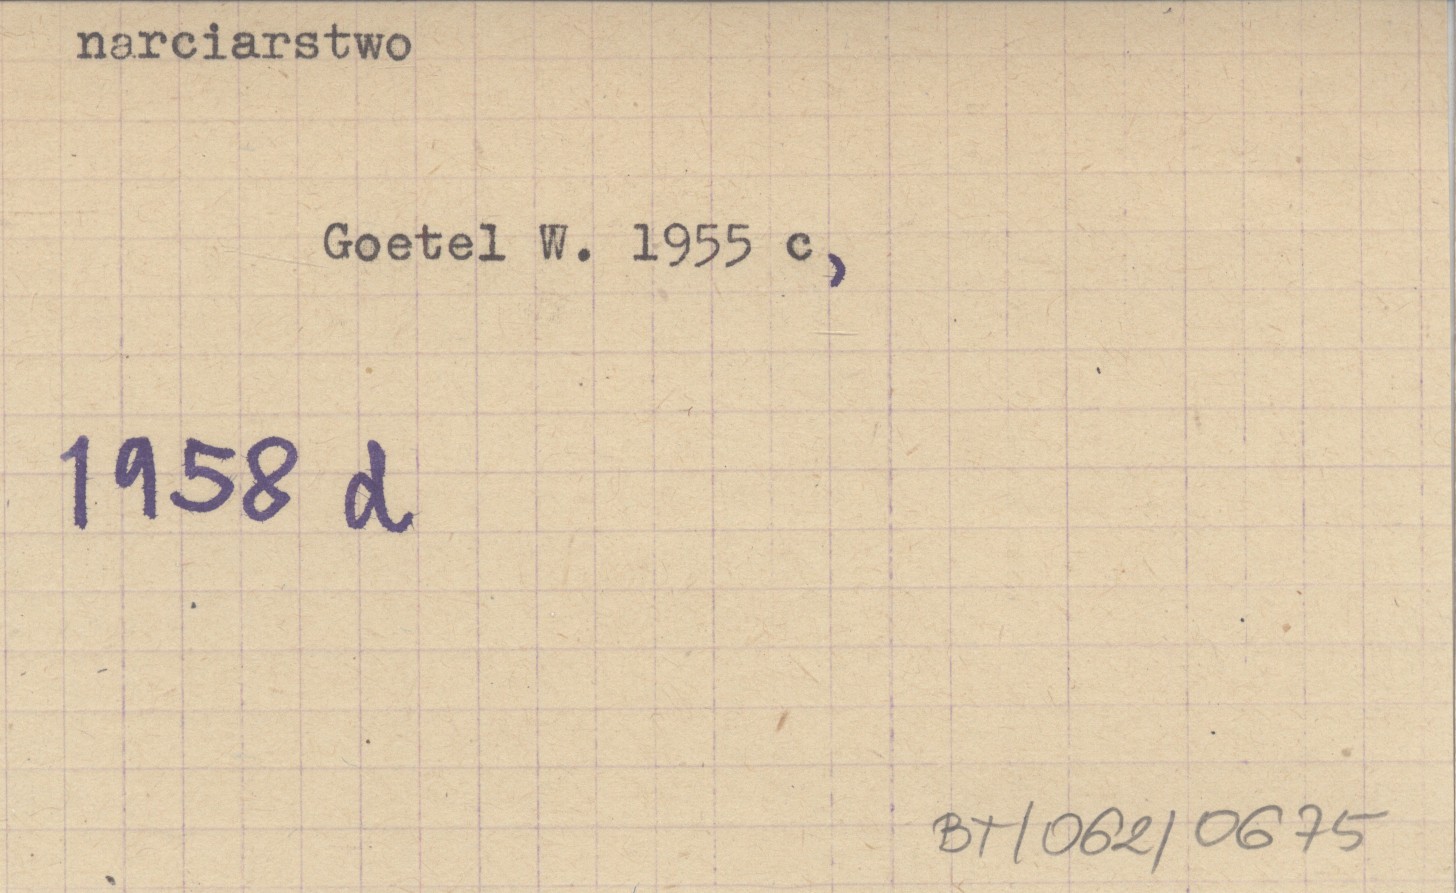 narciarstwo
Goetel W. 1955 c,
1958 d
BT/062/0675